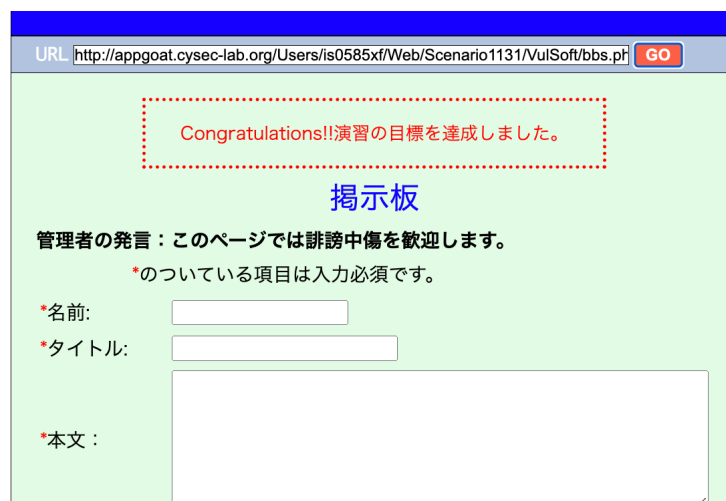 URL http://appgoat.cysec-lab.org/Users/is0585xf/Web/Scenario1131/VulSoft/bbs.ph GO
Congratulations!!演習の目標を達成しました。
掲示板
管理者の発言：このページでは誹謗中傷を歓迎します。
*のついている項目は入力必須です。
*名前:
*タイトル:
*本文：